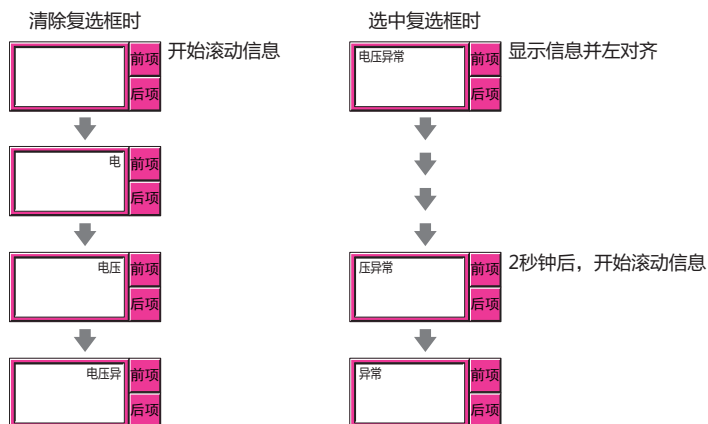 清除复选框时
前项
开始滚动信息
后项
电
前项
后项
电压
前项
后项
电压异
前项
后项
选中复选框时
电压异常
前项
显示信息并左对齐
后项
压异常
前项
2秒钟后，开始滚动信息
后项
异常
前项
后项